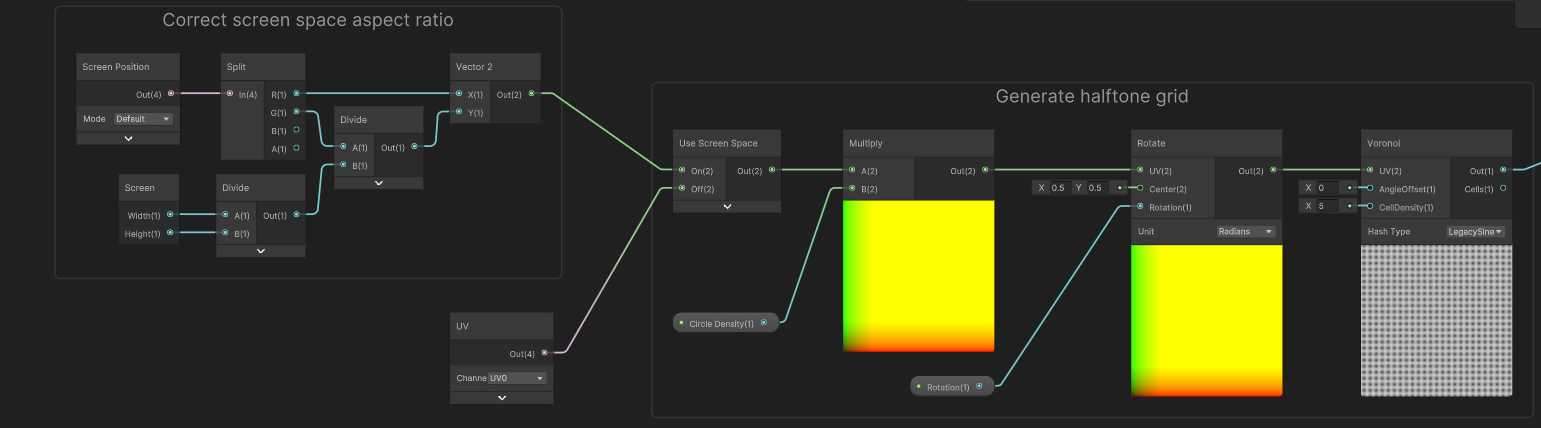 Correct screen space aspect ratio
Screen Position
Out(4)
Mode Default
Split
In(4) R(1)
G(1)
B(1)
A(1)
Divide
A(1) Out(1)
B(1)
Vector 2
X(1) Out(2)
Y(1)
Screen
Width(1)
Height(1)
Divide
A(1) Out(1)
B(1)
UV
Out(4)
Channe UV0
Generate halftone grid
Use Screen Space
On(2) Out(2)
Off(2)
Circle Density(1)
Multiply
A(2) Out(2)
B(2)
Rotation(1)
X 0.5 Y 0.5
Rotate
UV(2) Out(2)
Center(2)
Rotation(1)
Unit Radians
X 0
X 5
Voronoi
UV(2) Out(1)
AngleOffset(1) Cells(1)
CellDensity(1)
Hash Type LegacySine